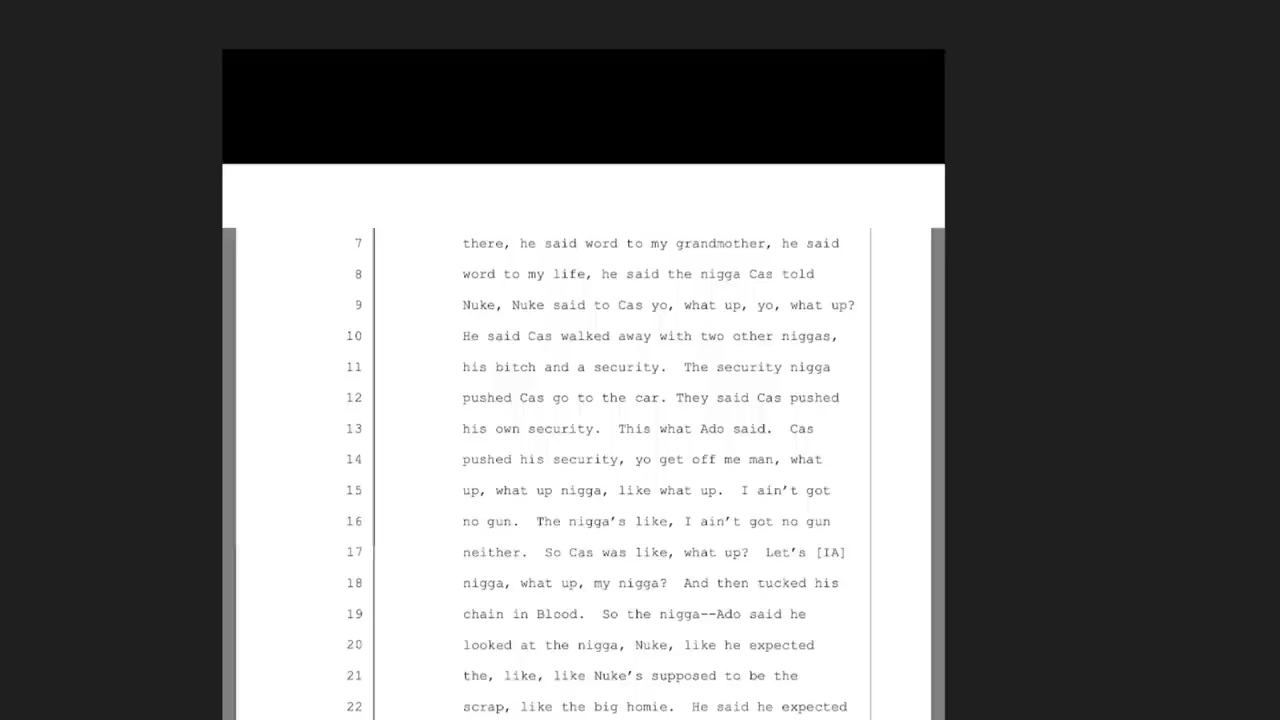 7 there, he said word to my grandmother, he said
8 word to my life, he said the nigga Cas told
9 Nuke, Nuke said to Cas yo, what up, yo, what up?
10 He said Cas walked away with two other niggas,
11 his bitch and a security. The security nigga
12 pushed Cas go to the car. They said Cas pushed
13 his own security. This what Ado said. Cas
14 pushed his security, yo get off me man, what
15 up, what up nigga, like what up. I ain't got
16 no gun. The nigga's like, I ain't got no gun
17 neither. So Cas was like, what up? Let's [IA]
18 nigga, what up, my nigga? And then tucked his
19 chain in Blood. So the nigga--Ado said he
20 looked at the nigga, Nuke, like he expected
21 the, like, like Nuke's supposed to be the
22 scrap, like the big homie. He said he expected